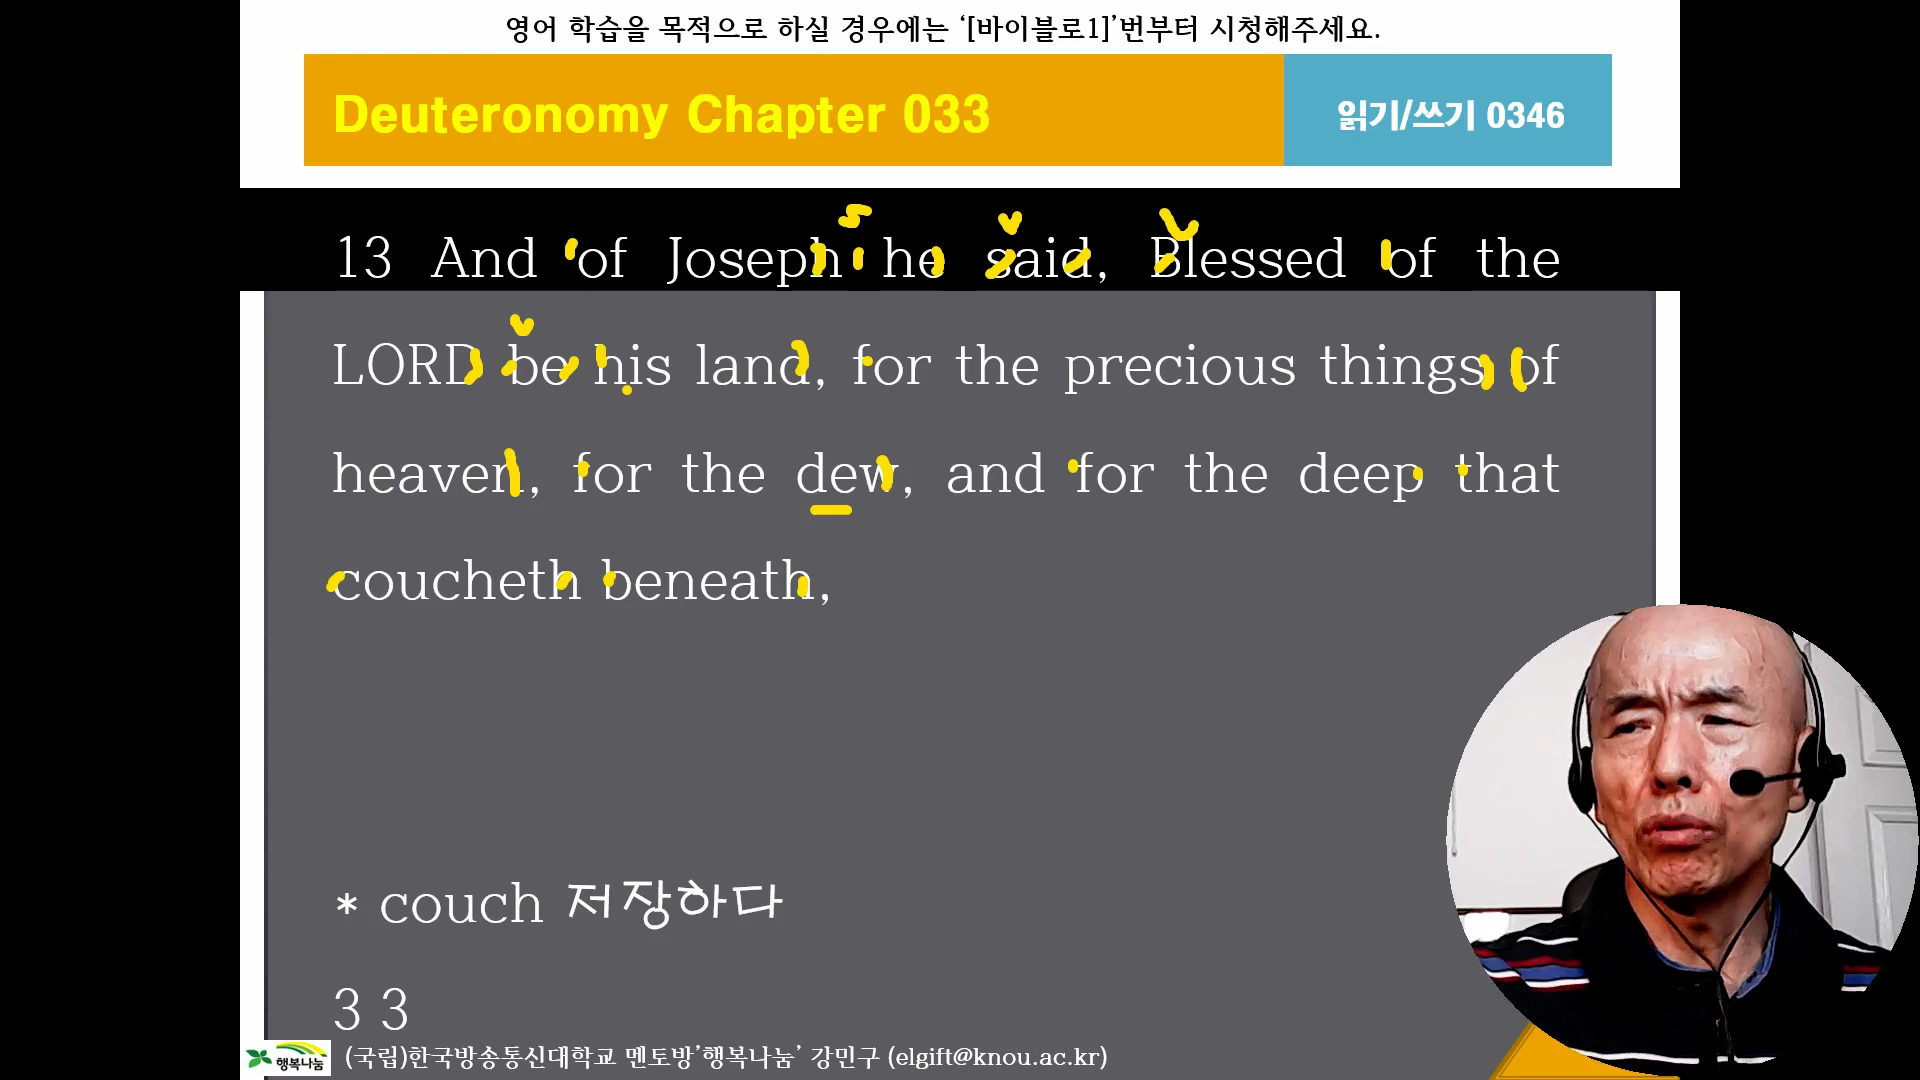 영어 학습을 목적으로 하실 경우에는 ‘[바이블로1]’번부터 시청해주세요.
Deuteronomy Chapter 033
읽기/쓰기 0346
13 And of Joseph he said, Blessed of the
LORD be his land, for the precious things of
heaven, for the dew, and for the deep that
coucheth beneath,
* couch 저장하다
3 3
행복나눔
(국립)한국방송통신대학교 멘토방’행복나눔’ 강민구 (elgift@knou.ac.kr)